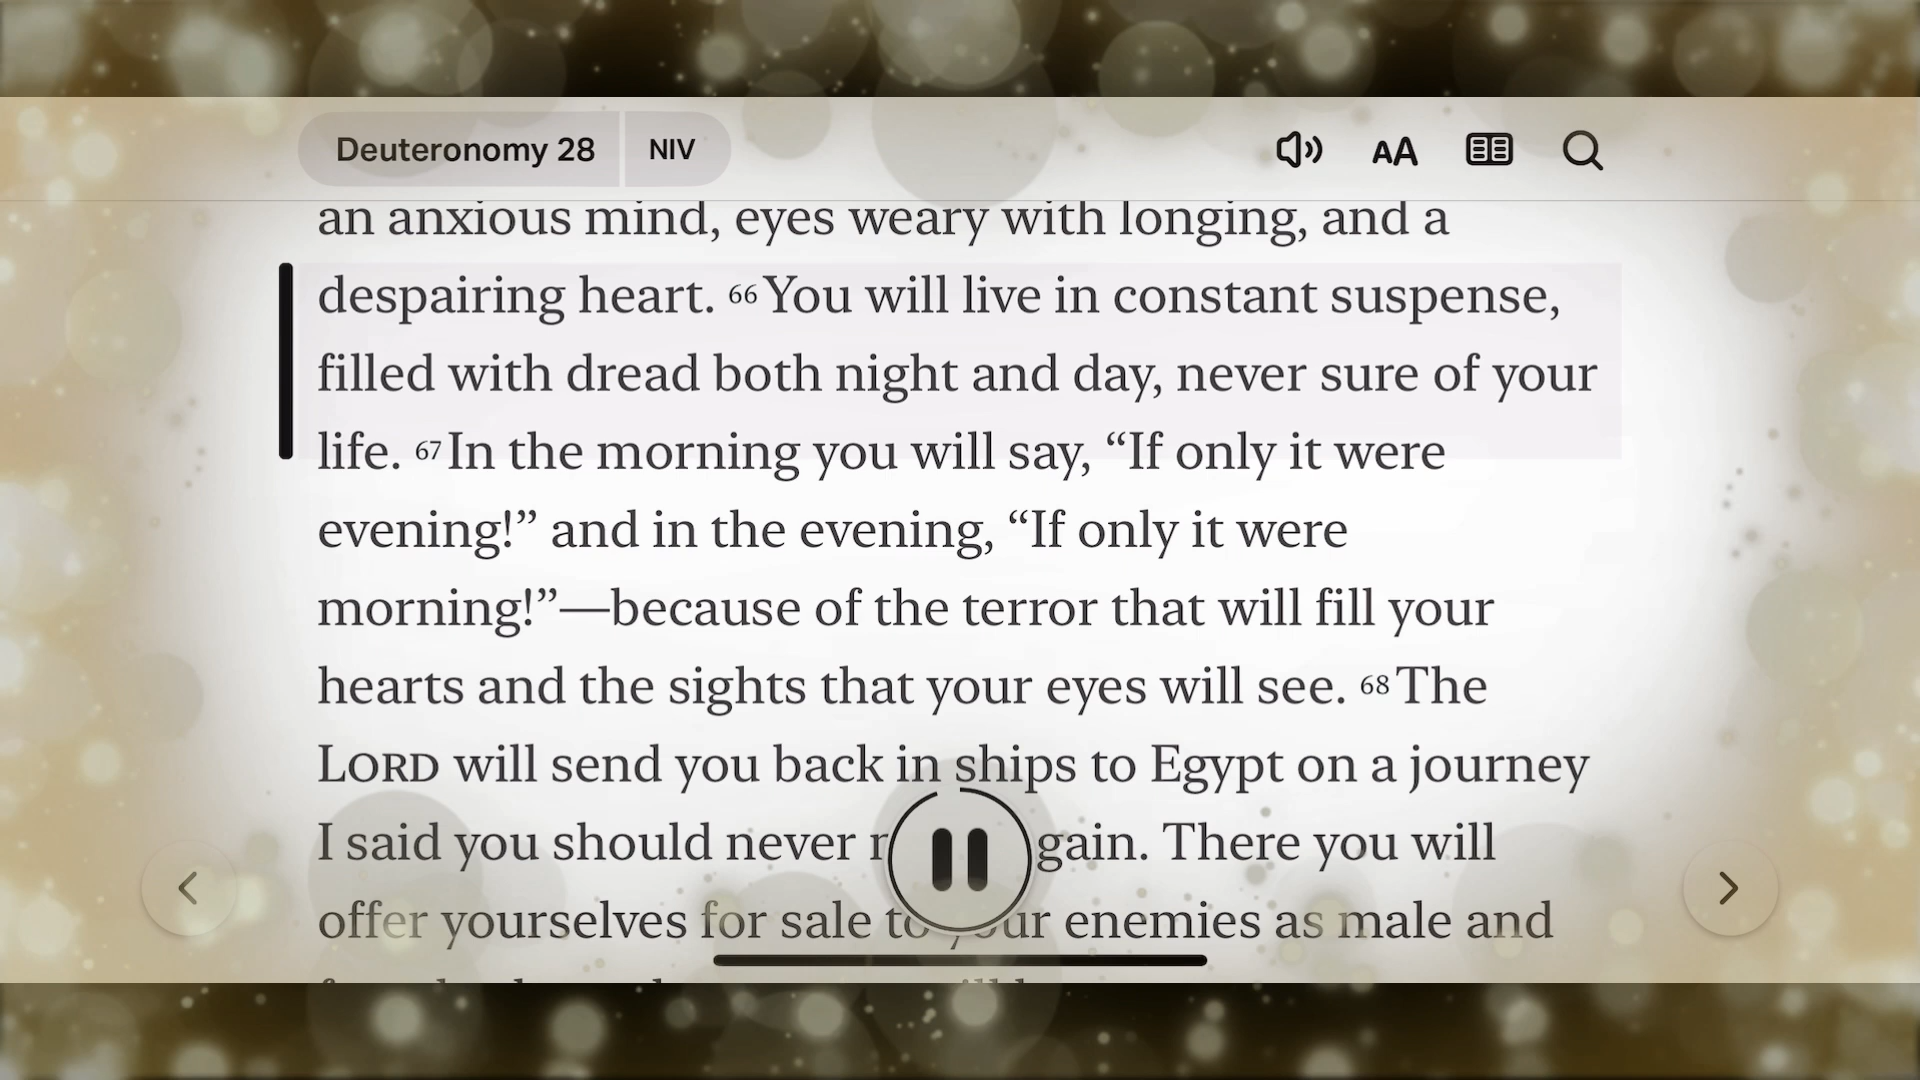 Deuteronomy 28 NIV AA
an anxious mind, eyes weary with longing, and a
despairing heart. 66 You will live in constant suspense,
filled with dread both night and day, never sure of your
life. 67 In the morning you will say, “If only it were
evening!” and in the evening, “If only it were
morning!”—because of the terror that will fill your
hearts and the sights that your eyes will see. 68 The
LORD will send you back in ships to Egypt on a journey
I said you should never gain. There you will
offer yourselves for sale to your enemies as male and